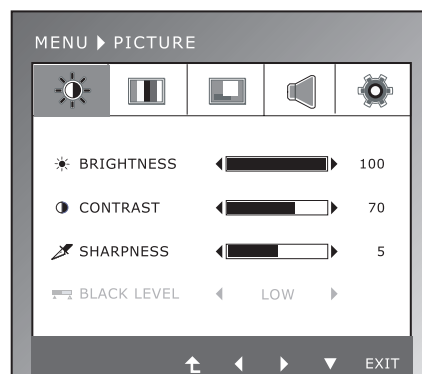 MENU ▶ PICTURE
BRIGHTNESS 100
CONTRAST 70
SHARPNESS 5
BLACK LEVEL LOW
EXIT